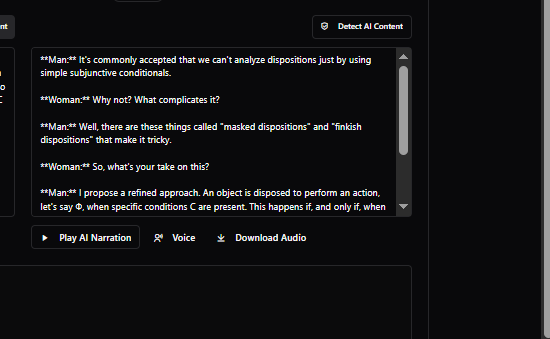 nt
Detect AI Content
o
C
**Man:** It's commonly accepted that we can't analyze dispositions just by using
simple subjunctive conditionals.
**Woman:** Why not? What complicates it?
**Man:** Well, there are these things called "masked dispositions" and "finkish
dispositions" that make it tricky.
**Woman:** So, what's your take on this?
**Man:** I propose a refined approach. An object is disposed to perform an action,
let's say Φ, when specific conditions C are present. This happens if, and only if, when
Play AI Narration
Voice
Download Audio